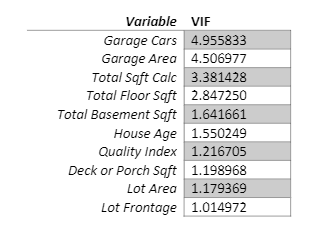 Variable VIF
Garage Cars 4.955833
Garage Area 4.506977
Total Sqft Calc 3.381428
Total Floor Sqft 2.847250
Total Basement Sqft 1.641661
House Age 1.550249
Quality Index 1.216705
Deck or Porch Sqft 1.198968
Lot Area 1.179369
Lot Frontage 1.014972